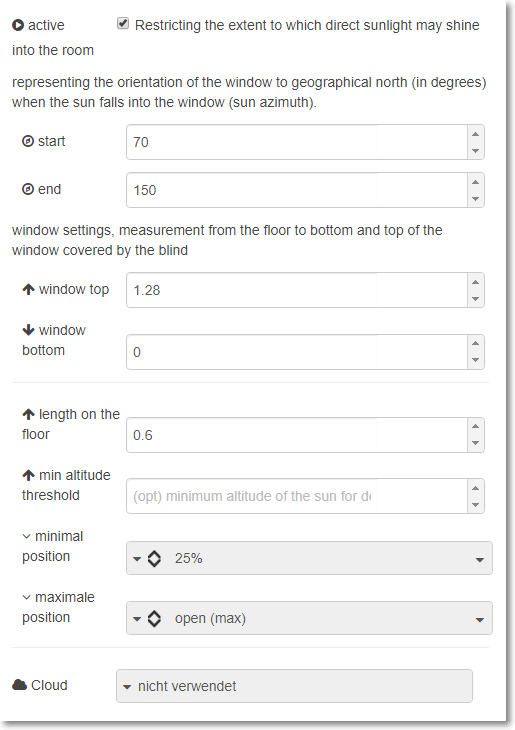 active Restricting the extent to which direct sunlight may shine
into the room
representing the orientation of the window to geographical north (in degrees)
when the sun falls into the window (sun azimuth).
start 70
end 150
window settings, measurement from the floor to bottom and top of the
window covered by the blind
window top 1.28
window
bottom 0
length on the
floor 0.6
min altitude
threshold (opt) minimum altitude of the sun for de
minimal
position 25%
maximale
position open (max)
Cloud nicht verwendet